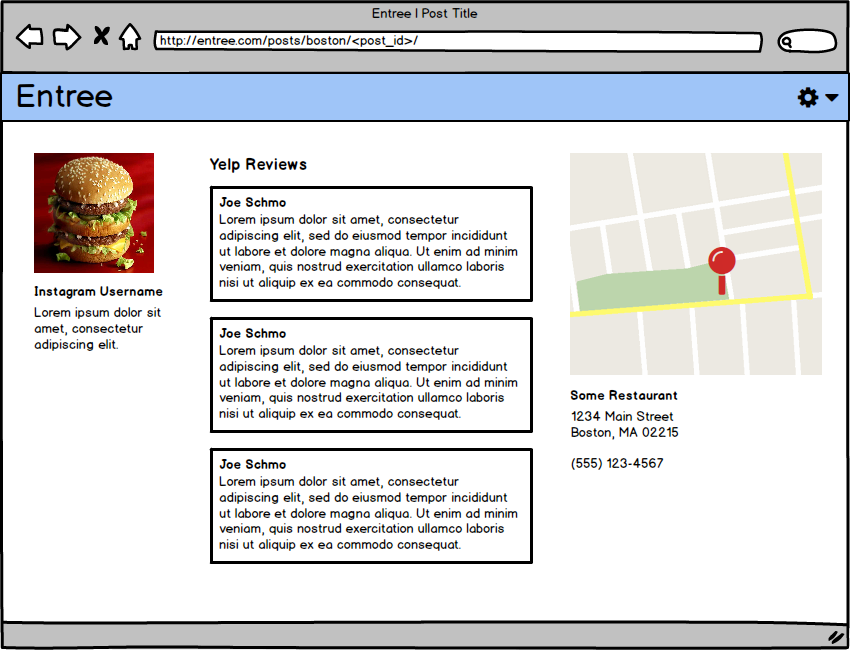 Entree | Post Title
http://entree.com/posts/boston/<post_id>/
Entree
Instagram Username
Lorem ipsum dolor sit
amet, consectetur
adipiscing elit.
Yelp Reviews
Joe Schmo
Lorem ipsum dolor sit amet, consectetur
adipiscing elit, sed do eiusmod tempor incididunt
ut labore et dolore magna aliqua. Ut enim ad minim
veniam, quis nostrud exercitation ullamco laboris
nisi ut aliquip ex ea commodo consequat.
Joe Schmo
Lorem ipsum dolor sit amet, consectetur
adipiscing elit, sed do eiusmod tempor incididunt
ut labore et dolore magna aliqua. Ut enim ad minim
veniam, quis nostrud exercitation ullamco laboris
nisi ut aliquip ex ea commodo consequat.
Joe Schmo
Lorem ipsum dolor sit amet, consectetur
adipiscing elit, sed do eiusmod tempor incididunt
ut labore et dolore magna aliqua. Ut enim ad minim
veniam, quis nostrud exercitation ullamco laboris
nisi ut aliquip ex ea commodo consequat.
Some Restaurant
1234 Main Street
Boston, MA 02215
(555) 123-4567